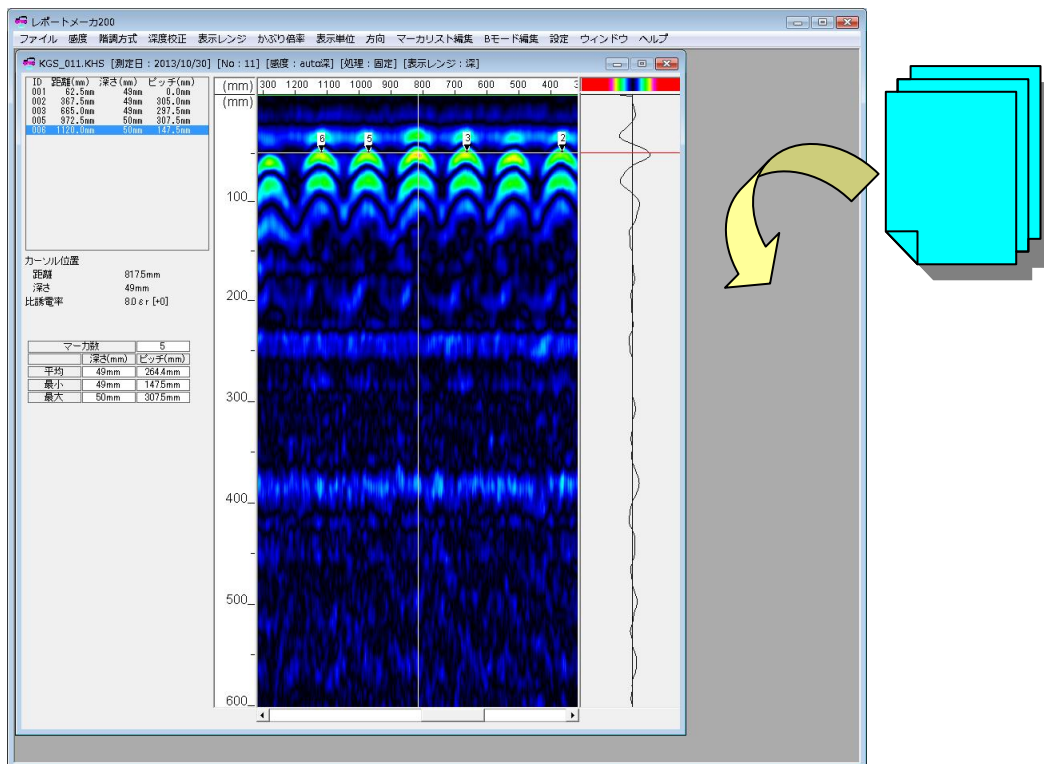 レポートメーカ200
ファイル 感度 階調方式 深度校正 表示レンジ かぶり倍率 表示単位 方向 マーカリスト編集 Bモード編集 設定 ウィンドウ ヘルプ
KGS_011.KHS [測定日：2013/10/30] [No：11] [感度：auto深] [処理：固定] [表示レンジ：深]
ID 距離(mm) 深さ(mm) ピッチ(mm)
001 62.5mm 49mm 0.0mm
002 367.5mm 49mm 305.0mm
003 665.0mm 49mm 297.5mm
005 972.5mm 50mm 307.5mm
006 1120.0mm 50mm 147.5mm
カーソル位置
距離 817.5mm
深さ 49mm
比誘電率 8.0 εr [+0]
マーカ数 5
深さ(mm) ピッチ(mm)
平均 49mm 264.4mm
最小 49mm 147.5mm
最大 50mm 307.5mm
(mm) 300 1200 1100 1000 900 800 700 600 500 400 3
(mm)
6 5 3 2
100
200
300
400
500
600